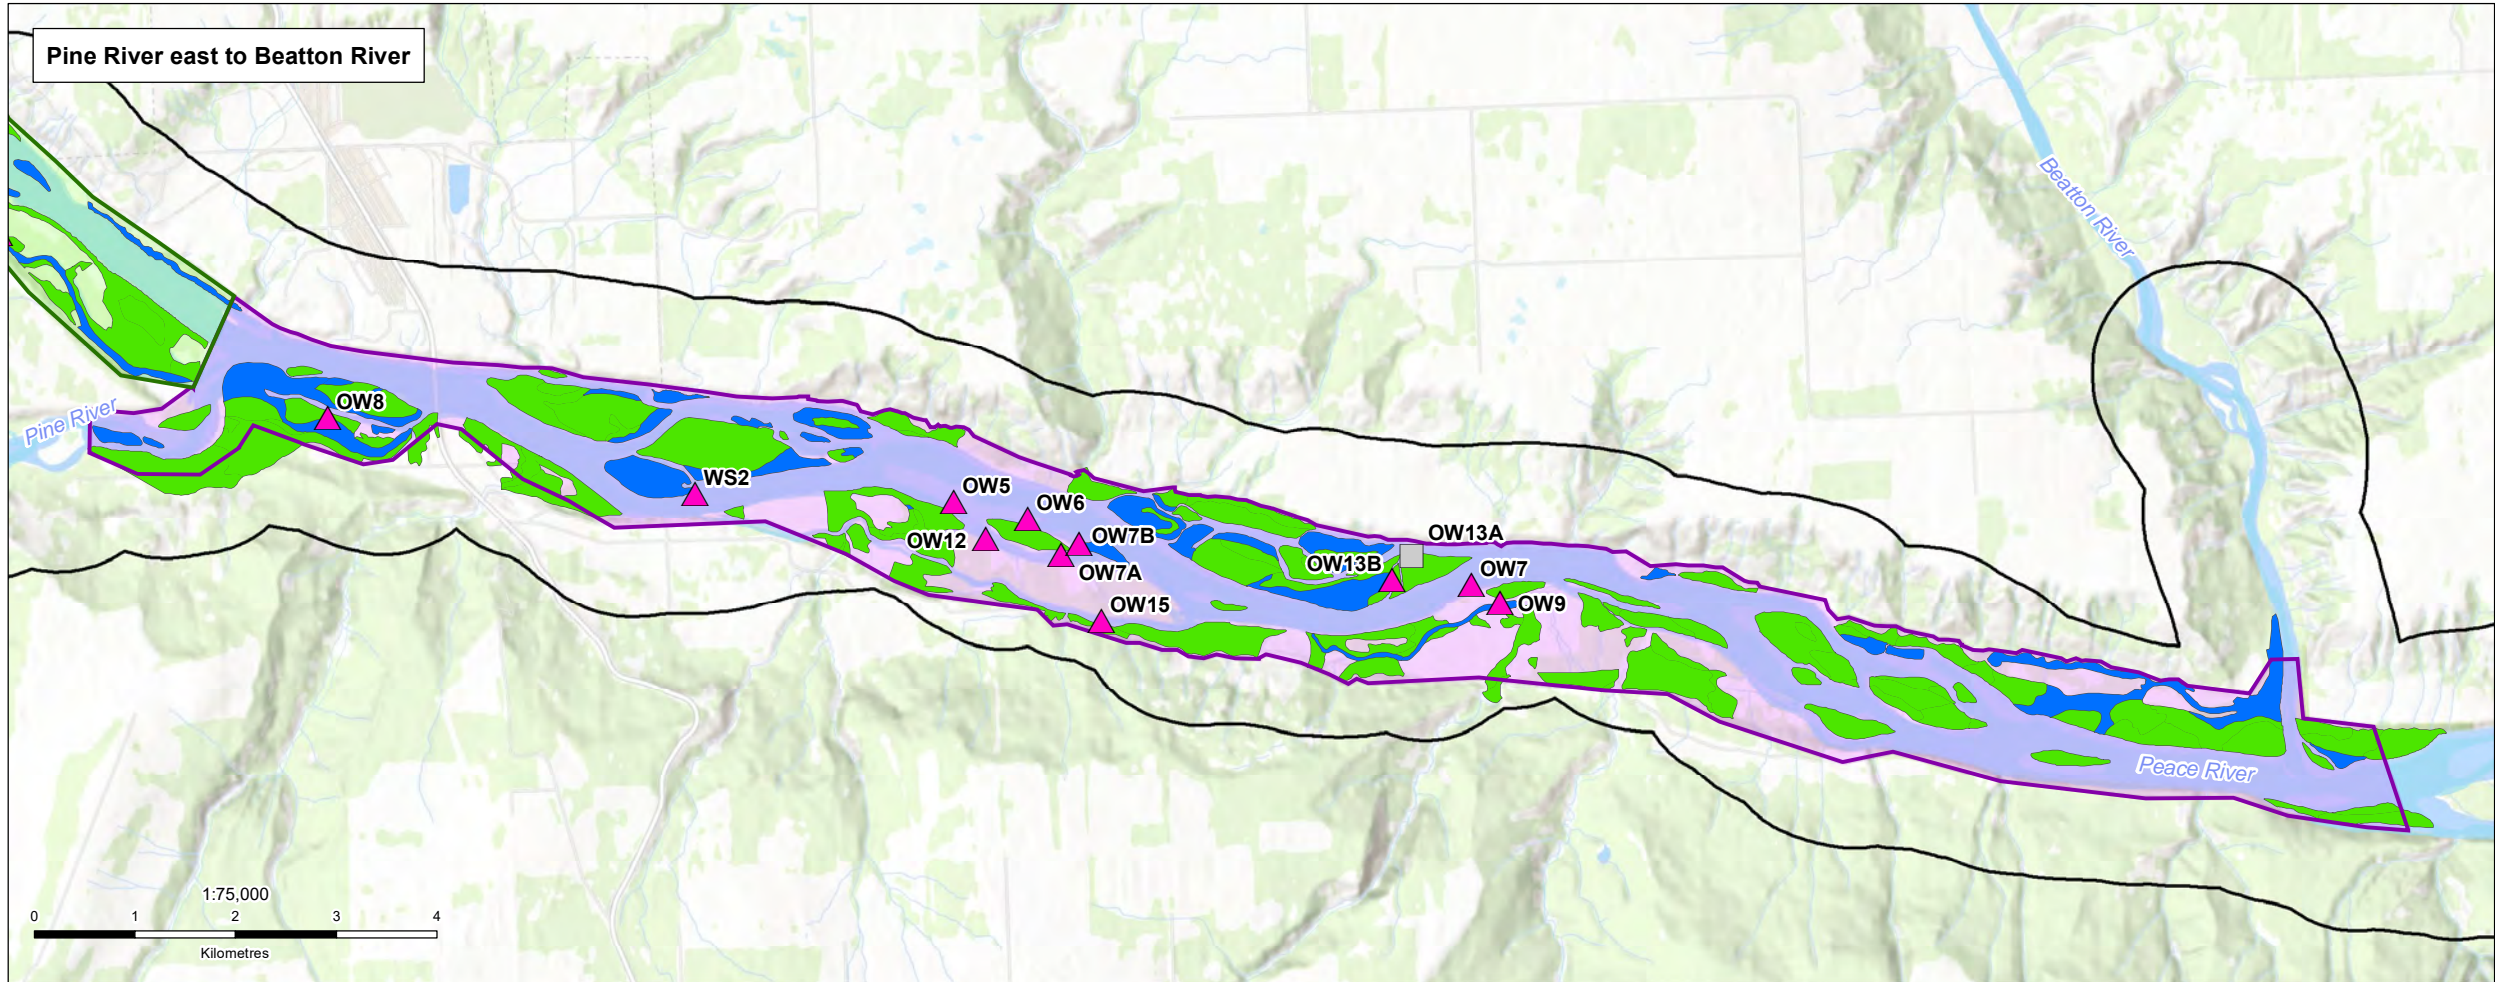 Pine River east to Beatton River
Beatton River
Pine River
OW8
WS2
OW5
OW6
OW12
OW7B
OW7A
OW15
OW13A
OW13B
OW7
OW9
Peace River
1:75,000
0 1 2 3 4
Kilometres